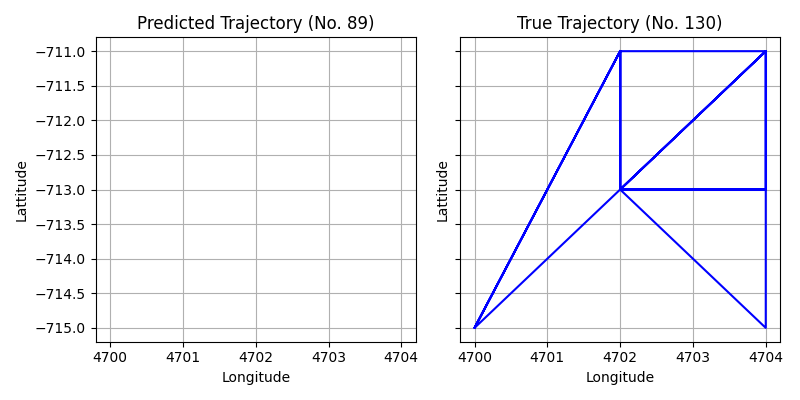 Predicted Trajectory (No. 89)
True Trajectory (No. 130)
−711.0
−711.5
−712.0
−712.5
−713.0
−713.5
−714.0
−714.5
−715.0
Lattitude
Lattitude
4700 4701 4702 4703 4704
4700 4701 4702 4703 4704
Longitude
Longitude